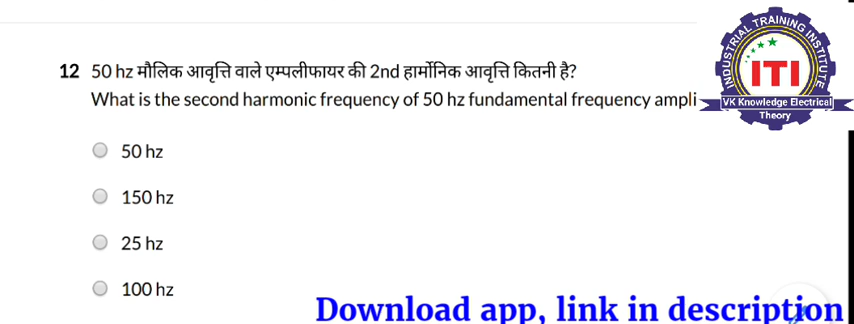 INDUSTRIAL TRAINING INSTITUTE
ITI
VK Knowledge Electrical
Theory
12 50 hz मौलिक आवृत्ति वाले एम्पलीफायर की 2nd हार्मोनिक आवृत्ति कितनी है?
What is the second harmonic frequency of 50 hz fundamental frequency ampli
50 hz
150 hz
25 hz
100 hz
Download app, link in description